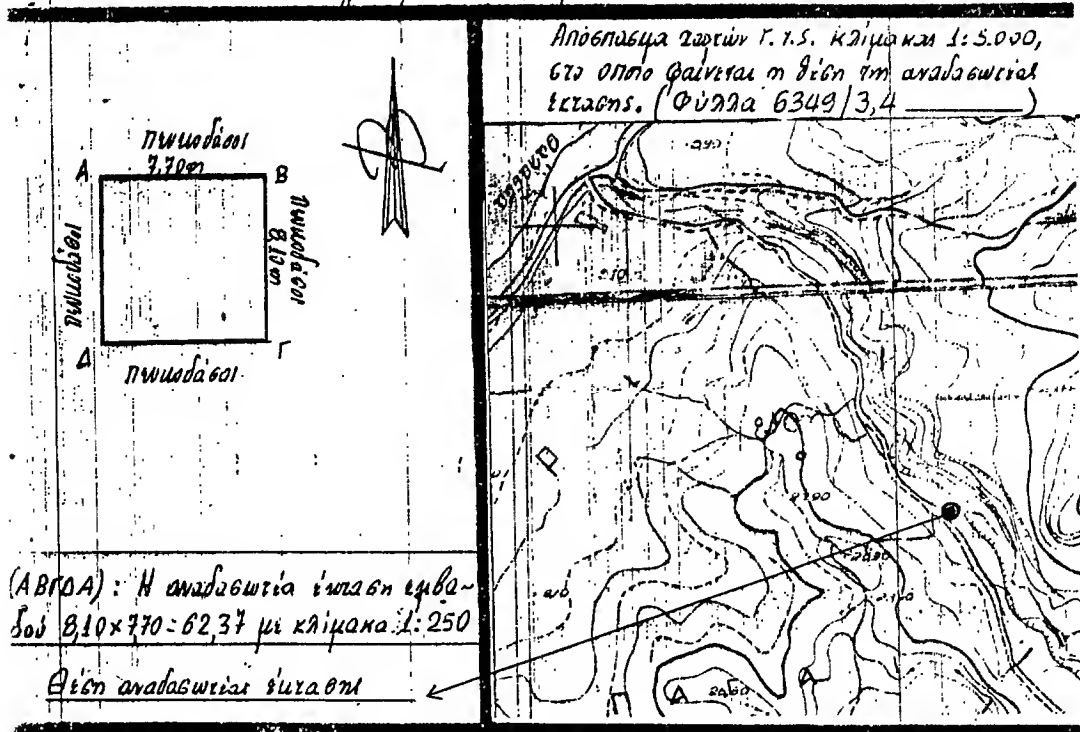 Πευκοδάσος
7,70m
Α
Β
Πευκοδάσος
Πευκοδάσος
8,10m
Δ
Γ
Πευκοδάσος
(ΑΒΓΔΑ): Η αναδασωτέα έκταση εμβα-
δού 8,10×7,70=62,37 με κλίμακα 1:250
Θέση αναδασωτέας έκτασης
Απόσπασμα χαρτών Γ.Υ.Σ. κλίμακας 1:5.000,
στο οποίο φαίνεται η θέση της αναδασωτέας
έκτασης. (Φύλλα 6349/3,4)